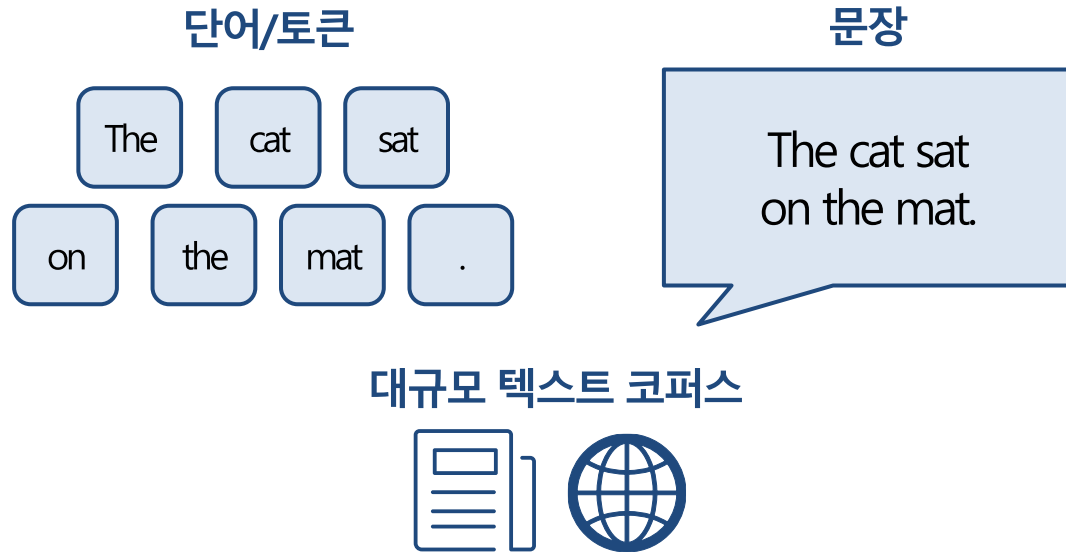 단어/토큰
The cat sat
on the mat .
문장
The cat sat
on the mat.
대규모 텍스트 코퍼스